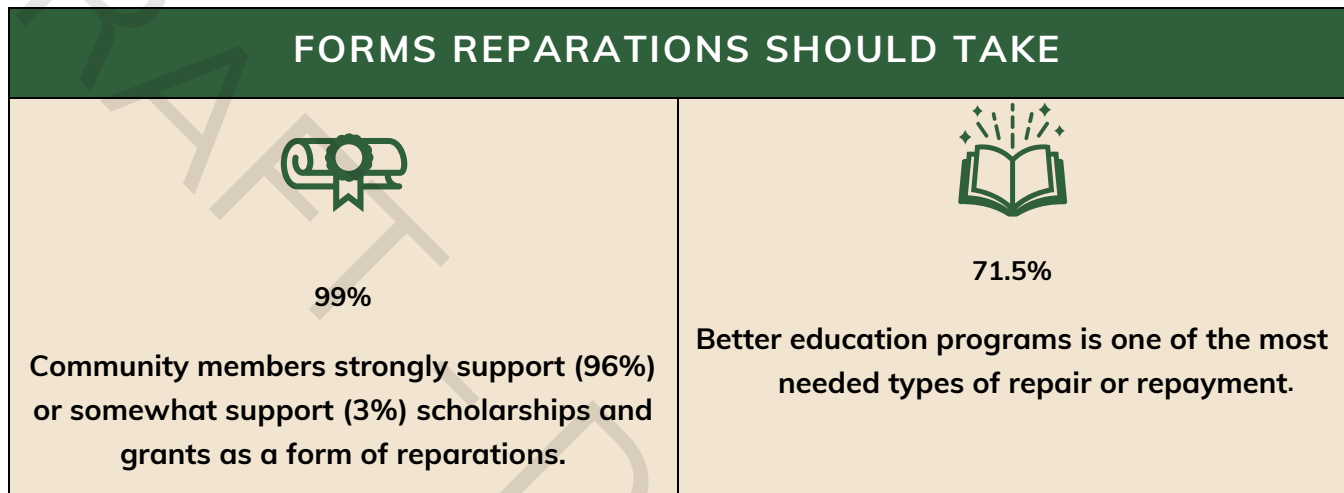 FORMS REPARATIONS SHOULD TAKE
99%
Community members strongly support (96%)
or somewhat support (3%) scholarships and
grants as a form of reparations.
71.5%
Better education programs is one of the most
needed types of repair or repayment.
RAFT - D